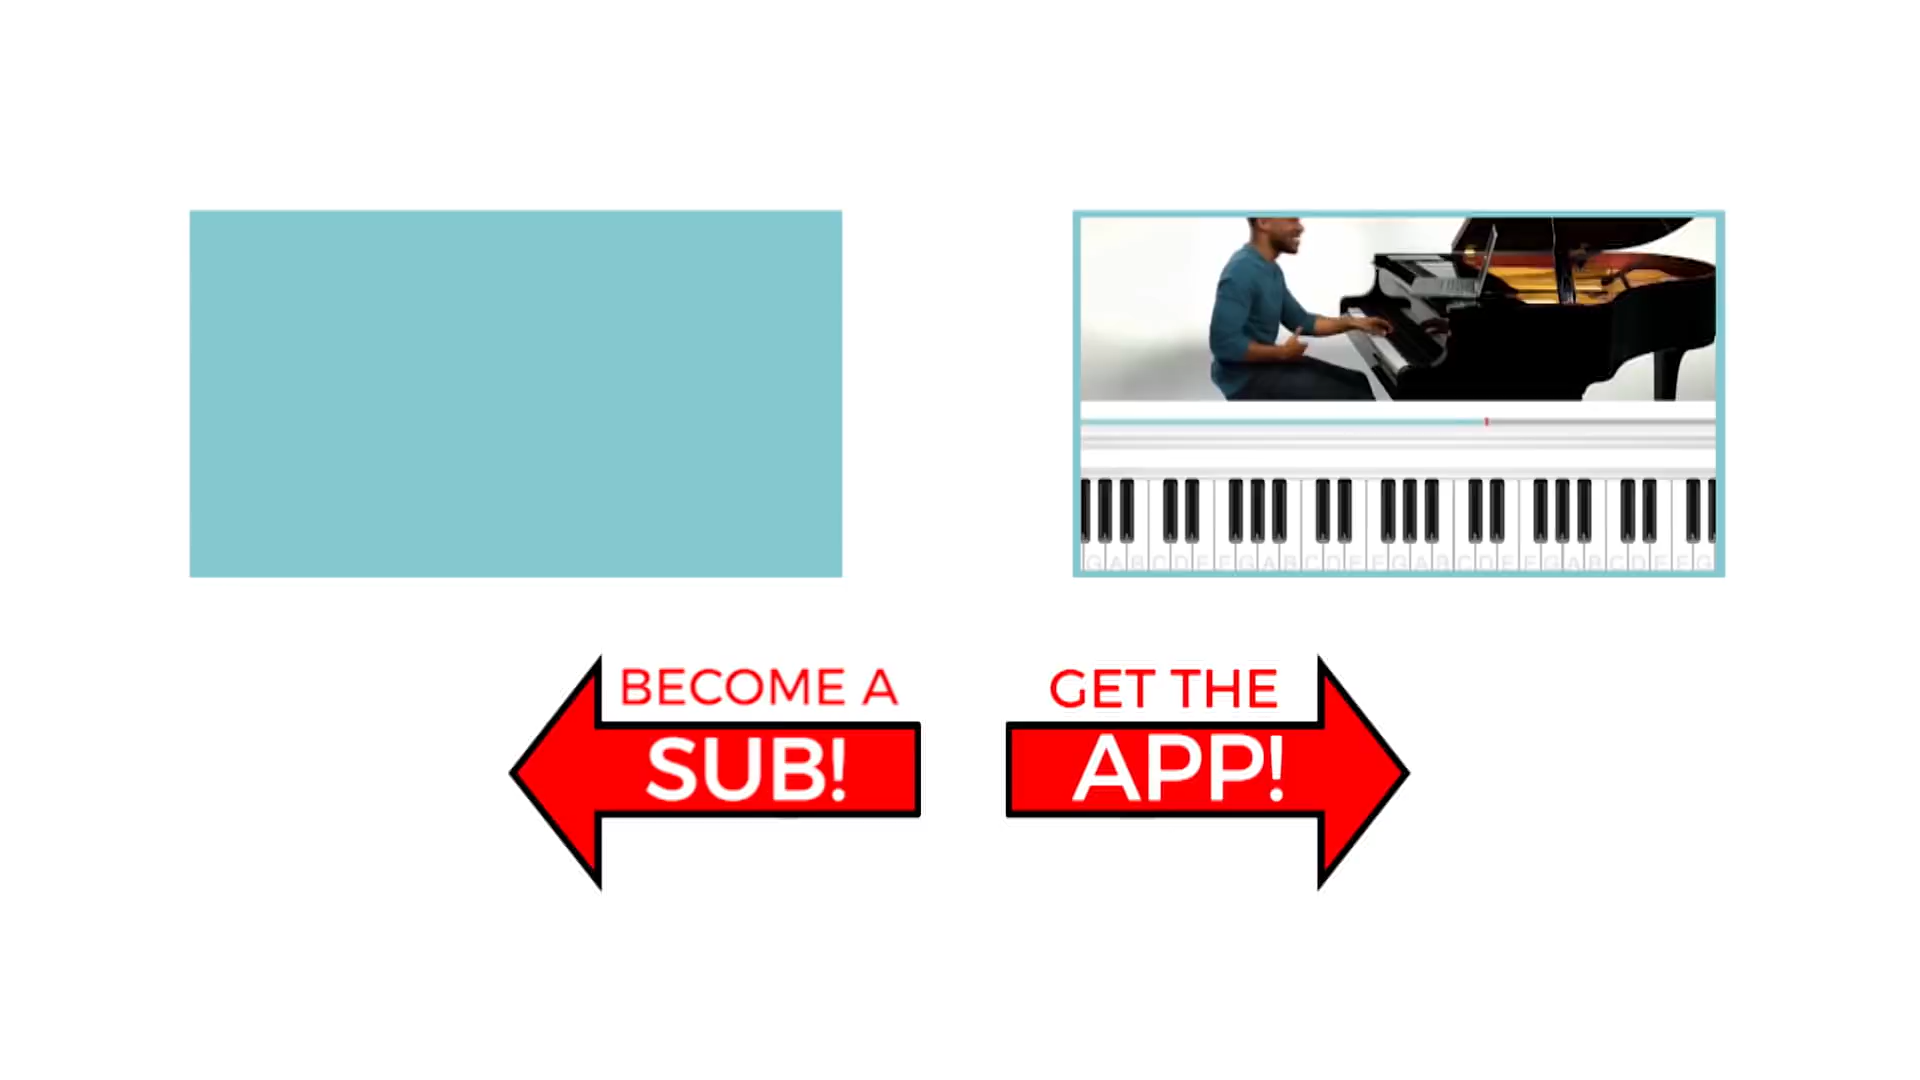 BECOME A
SUB!
GET THE
APP!
G A B C D E F G A B C D E F G A B C D E F G A B C D E F G